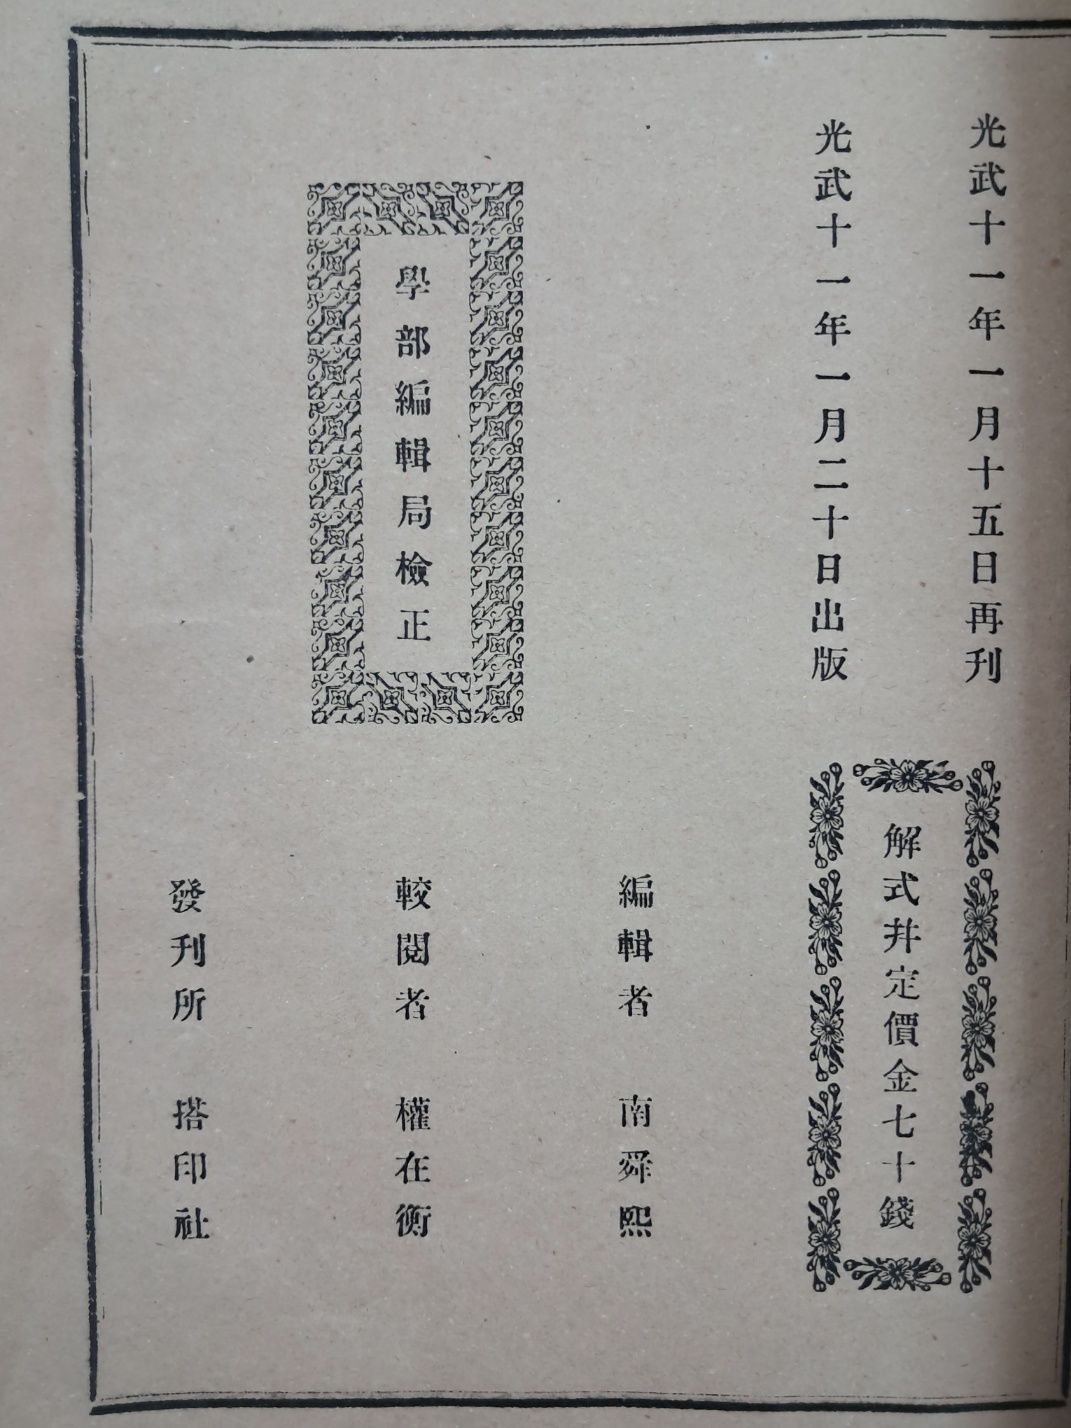 光武十一年一月十五日再刊
光武十一年一月二十日出版
解式幷定價金七十錢
編輯者 南舜熙
學部編輯局檢正
較閱者 權在衡
發刊所 搭印社